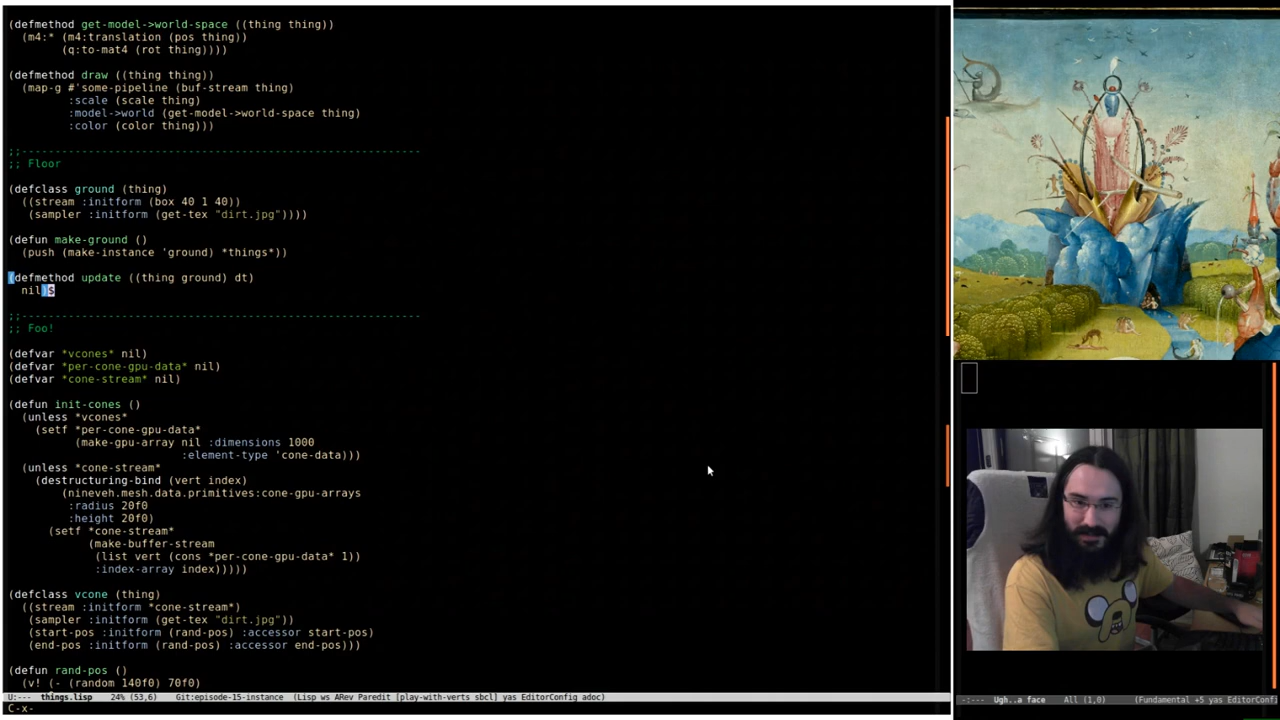 (defmethod get-model->world-space ((thing thing))
(m4:* (m4:translation (pos thing))
(q:to-mat4 (rot thing))))
(defmethod draw ((thing thing))
(map-g #'some-pipeline (buf-stream thing)
:scale (scale thing)
:model->world (get-model->world-space thing)
:color (color thing)))
;;------------------------------------------------------------
;; Floor
(defclass ground (thing)
((stream :initform (box 40 1 40))
(sampler :initform (get-tex "dirt.jpg"))))
(defun make-ground ()
(push (make-instance 'ground) *things*))
(defmethod update ((thing ground) dt)
nil)s
;;------------------------------------------------------------
;; Foo!
(defvar *vcones* nil)
(defvar *per-cone-gpu-data* nil)
(defvar *cone-stream* nil)
(defun init-cones ()
(unless *vcones*
(setf *per-cone-gpu-data*
(make-gpu-array nil :dimensions 1000
:element-type 'cone-data)))
(unless *cone-stream*
(destructuring-bind (vert index)
(nineveh.mesh.data.primitives:cone-gpu-arrays
:radius 20f0
:height 20f0)
(setf *cone-stream*
(make-buffer-stream
(list vert (cons *per-cone-gpu-data* 1))
:index-array index)))))
(defclass vcone (thing)
((stream :initform *cone-stream*)
(sampler :initform (get-tex "dirt.jpg"))
(start-pos :initform (rand-pos) :accessor start-pos)
(end-pos :initform (rand-pos) :accessor end-pos)))
(defun rand-pos ()
(v! (- (random 140f0) 70f0)
U:--- things.lisp 24% (53,6) Git:episode-15-instance (Lisp ws ARev Paredit [play-with-verts sbcl] yas EditorConfig adoc)
C-x-
-:--- Ugh..a face All (1,0) (Fundamental +5 yas EditorConfi